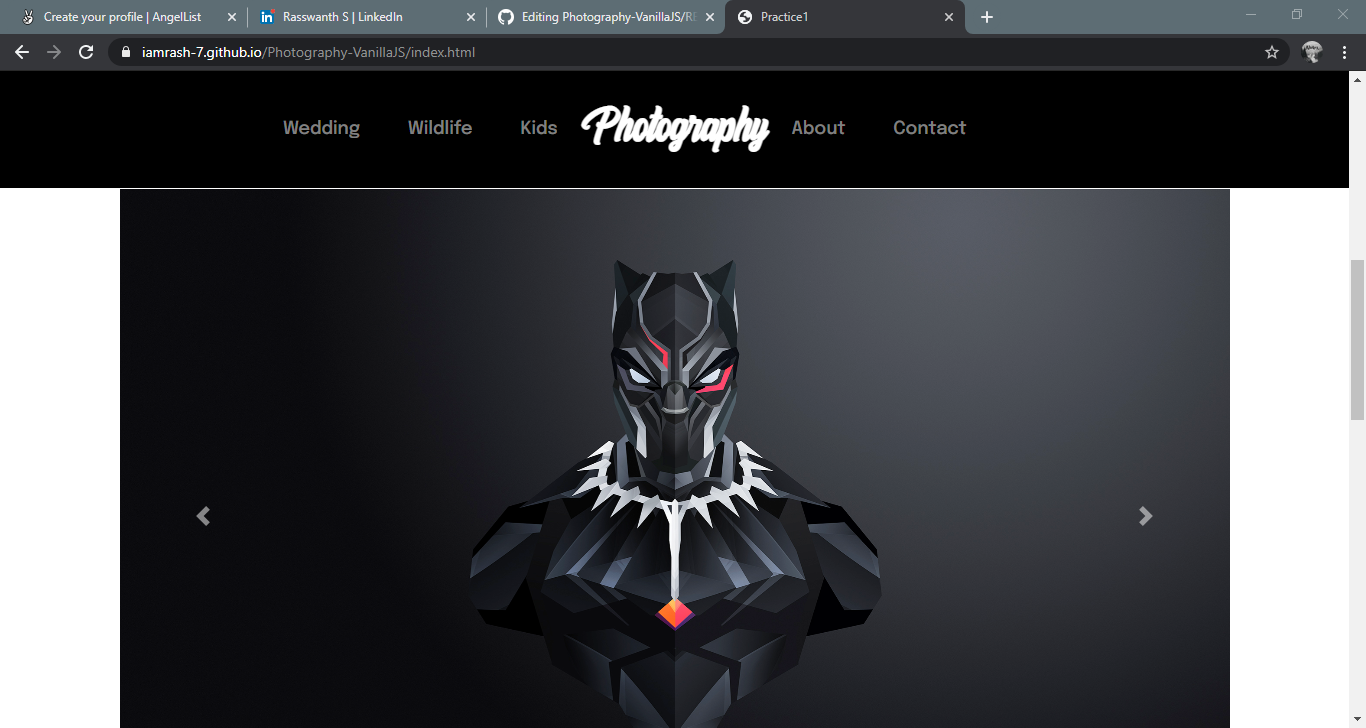 Create your profile | AngelList
Rasswanth S | LinkedIn
Editing Photography-VanillaJS/RE
Practice1
iamrash-7.github.io/Photography-VanillaJS/index.html
Wedding Wildlife Kids Photography About Contact